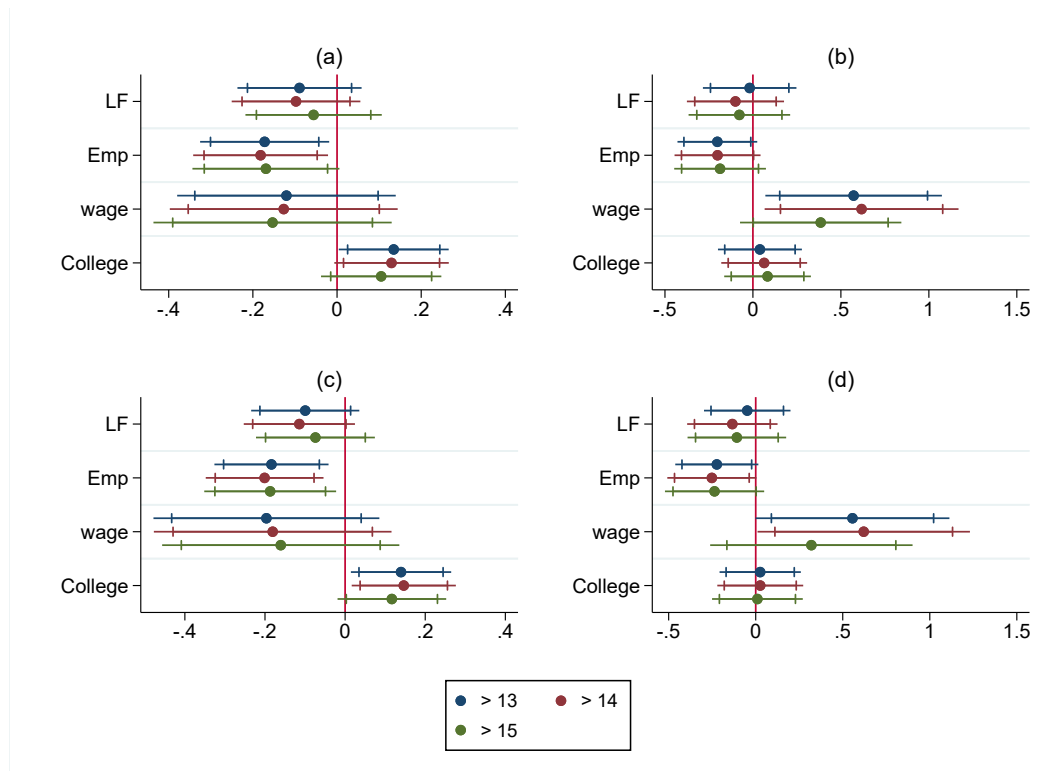 (a)
LF
Emp
wage
College
-.4 -.2 0 .2 .4
(b)
LF
Emp
wage
College
-.5 0 .5 1 1.5
(c)
LF
Emp
wage
College
-.4 -.2 0 .2 .4
(d)
LF
Emp
wage
College
-.5 0 .5 1 1.5
> 13 > 14
> 15